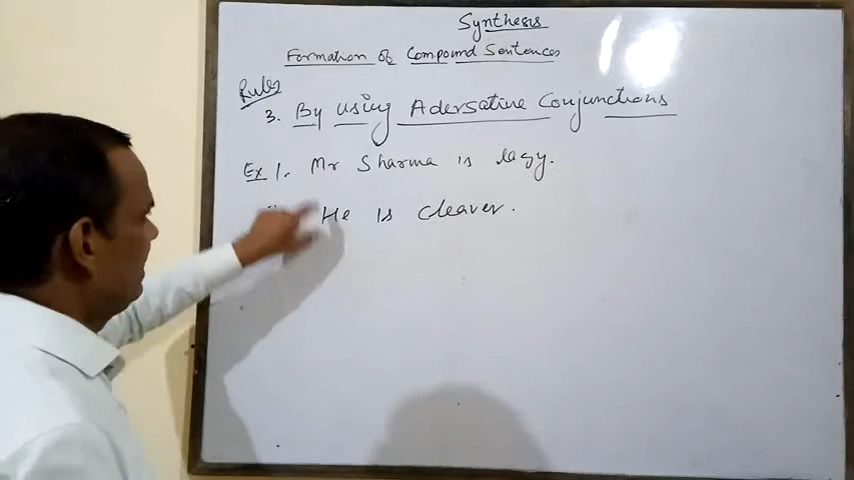 Synthesis
Formation of Compound Sentences
Rules
3. By using Adersative Conjunctions
Ex 1. Mr Sharma is lazy.
He is cleaver.